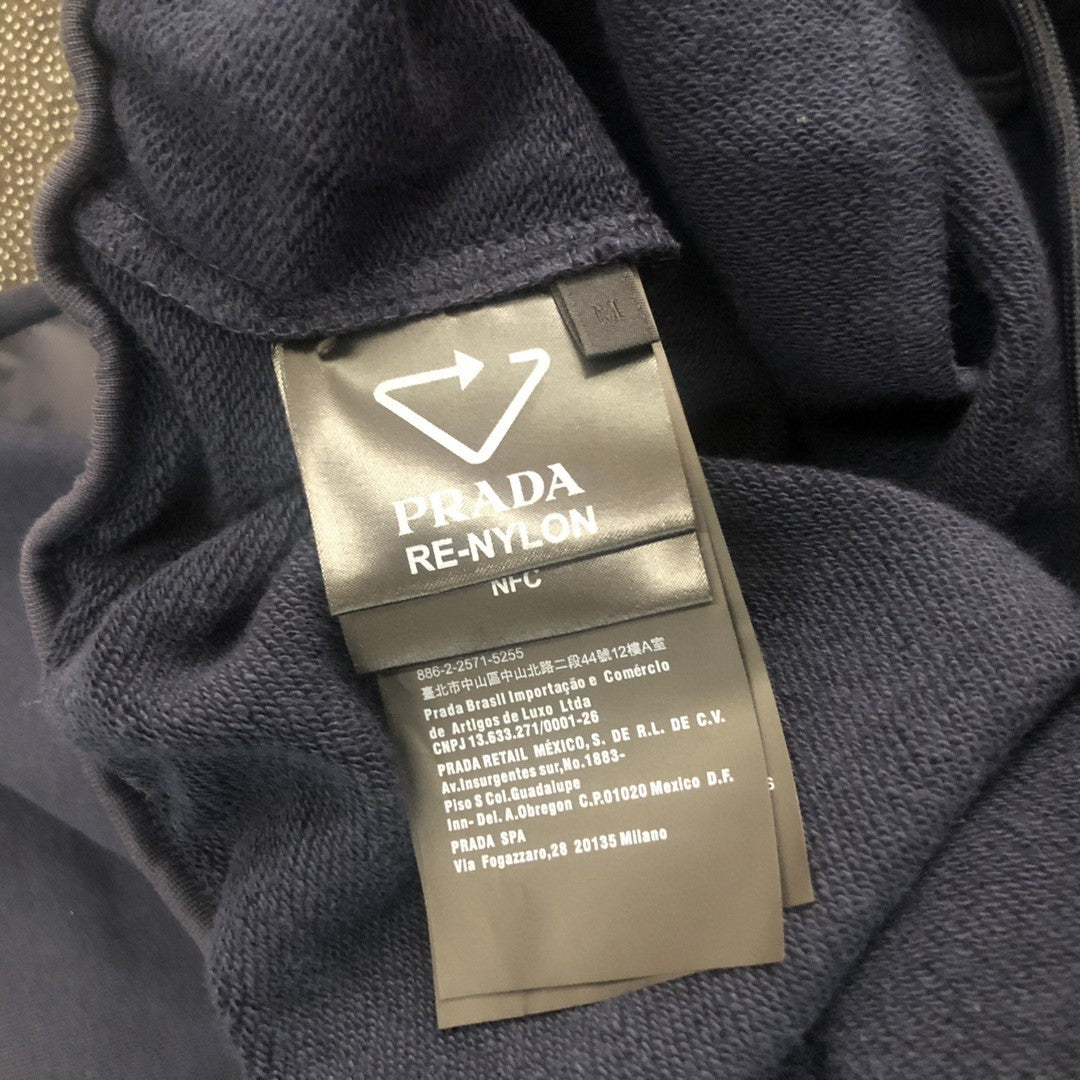 M
PRADA
RE-NYLON
NFC
886-2-2571-5255
臺北市中山區中山北路二段44號12樓A室
Prada Brasil Importação e Comércio
de Artigos de Luxo Ltda
CNPJ 13.633.271/0001-26
PRADA RETAIL MÉXICO, S. DE R.L. DE C.V.
Av.Insurgentes sur,No.1883-
Piso S Col.Guadalupe
Inn- Del. A.Obregon C.P.01020 Mexico D.F.
PRADA SPA
Via Fogazzaro,28 20135 Milano
S